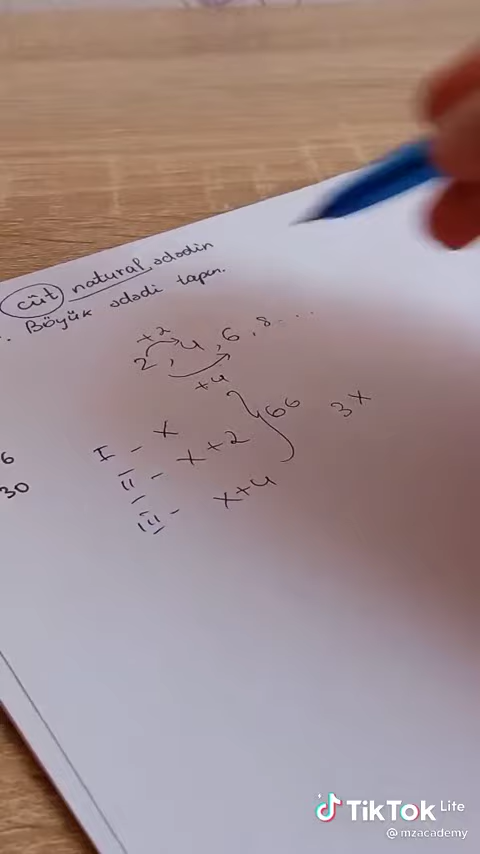 cüt natural ədədin
. Böyük ədədi tapın.
+2
2, 4, 6, 8....
+4
I - x
II - x+2
III - x+4
} 66
3x
6
30
TikTok Lite
@mzacademy